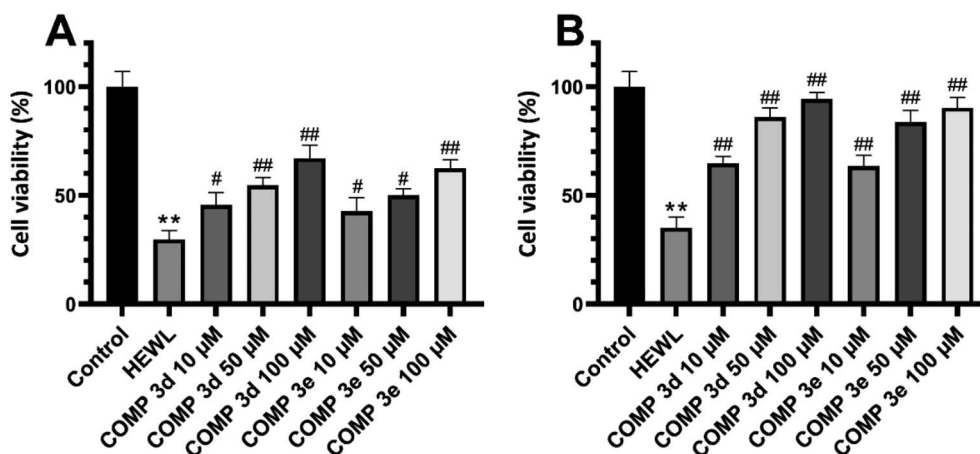 A
Cell viability (%)
100
50
0
**
#
##
##
#
#
##
Control
HEWL
COMP 3d 10 µM
COMP 3d 50 µM
COMP 3d 100 µM
COMP 3e 10 µM
COMP 3e 50 µM
COMP 3e 100 µM
B
Cell viability (%)
100
50
0
**
##
##
##
##
##
##
Control
HEWL
COMP 3d 10 µM
COMP 3d 50 µM
COMP 3d 100 µM
COMP 3e 10 µM
COMP 3e 50 µM
COMP 3e 100 µM